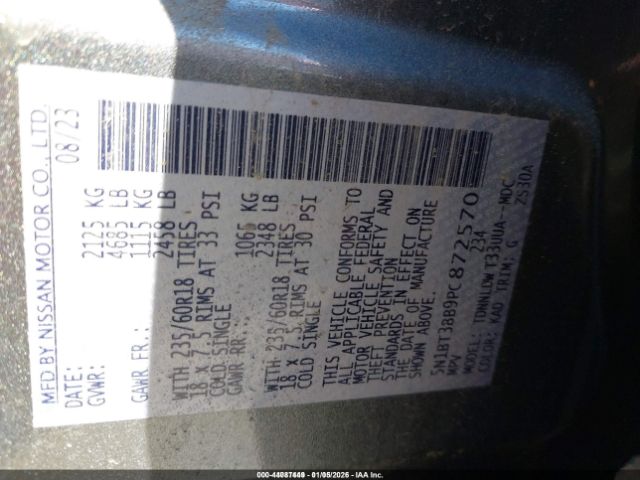 MFD BY NISSAN MOTOR CO., LTD.
DATE: 08/23
GVWR: 2125 KG
4685 LB
GAWR FR.: 1115 KG
2458 LB
WITH 235/60R18 TIRES
18 x 7.5 RIMS AT 33 PSI
COLD SINGLE
GAWR RR.: 1065 KG
2348 LB
WITH 235/60R18 TIRES
18 x 7.5 RIMS AT 30 PSI
COLD SINGLE
THIS VEHICLE CONFORMS TO
ALL APPLICABLE FEDERAL
MOTOR VEHICLE SAFETY AND
THEFT PREVENTION
STANDARDS IN EFFECT ON
THE DATE OF MANUFACTURE
SHOWN ABOVE.
5N1BT3BB9PC872570
MPV 234
MODEL: T33UUA--MDC
COLOR: KAD TRIM: G 2530A
- 01/05/2026 - IAA Inc.